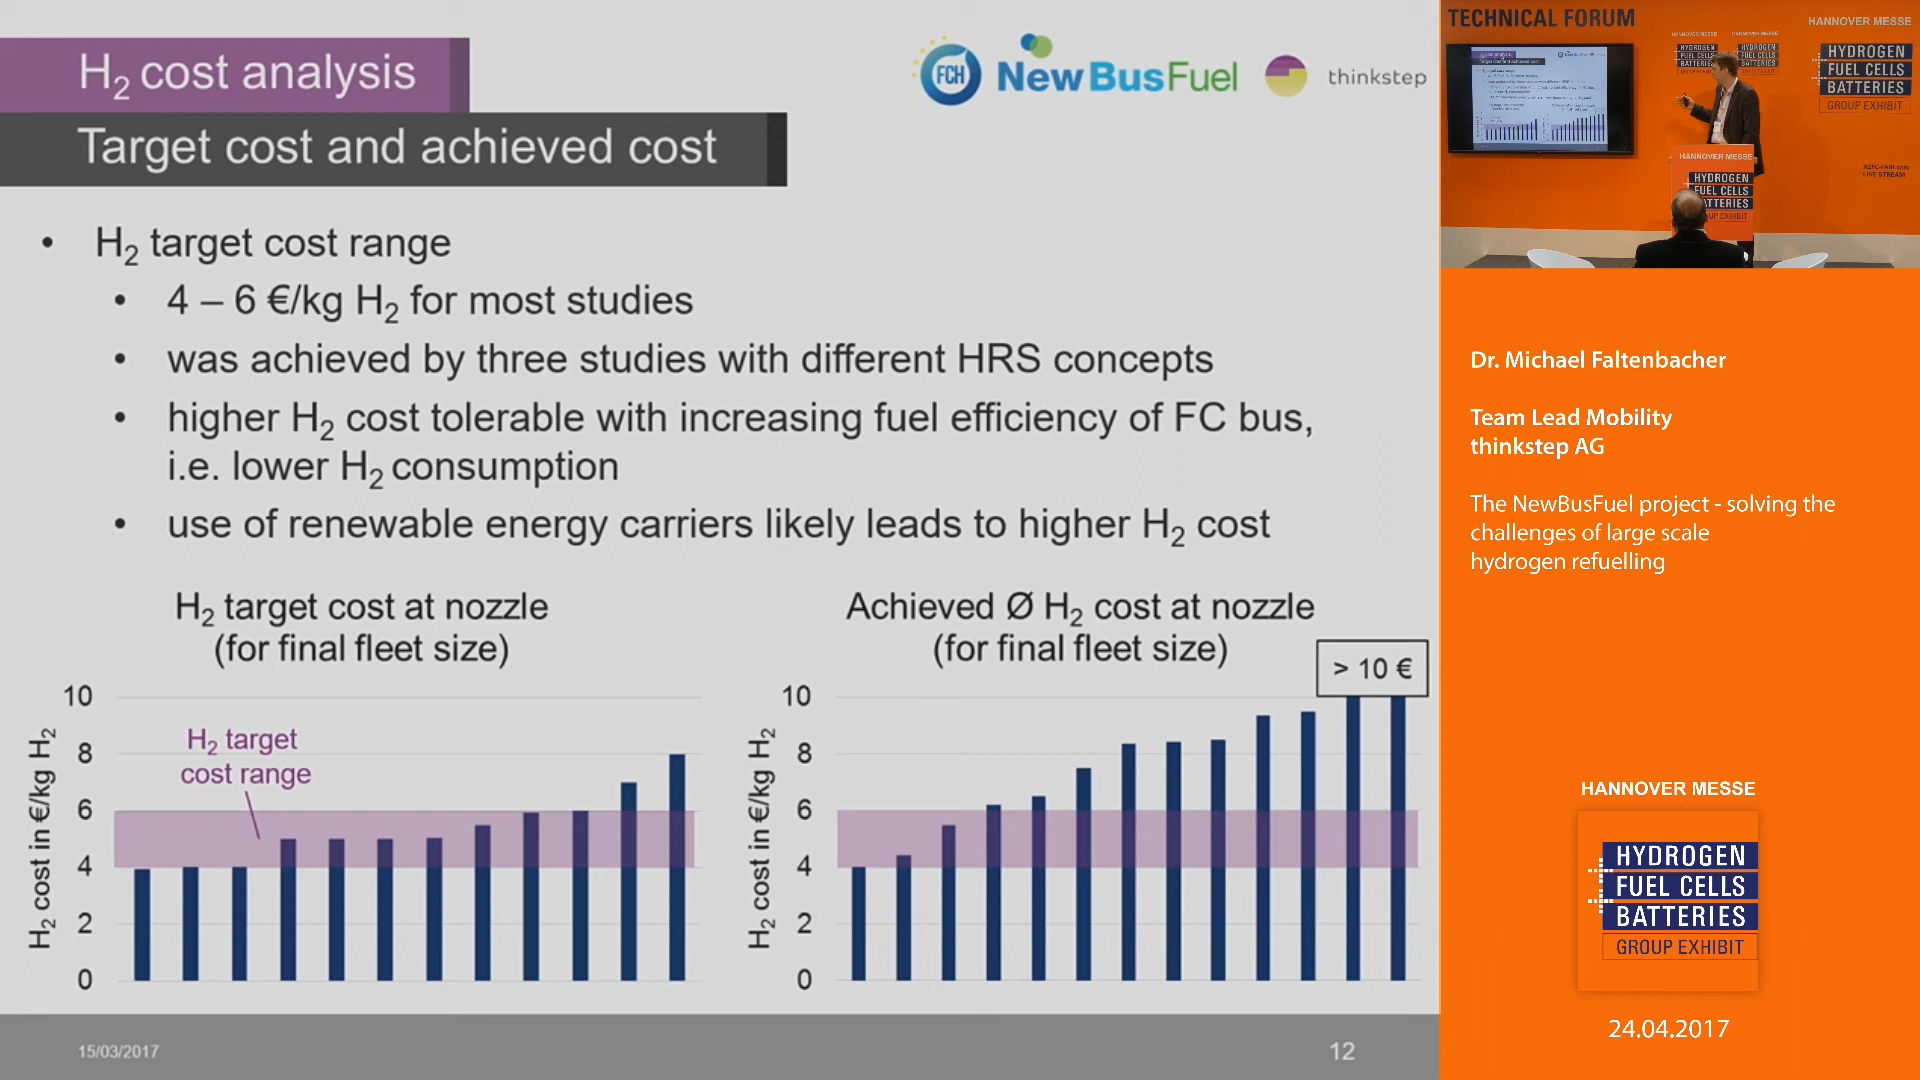 H2 cost analysis
Target cost and achieved cost
FCH
NewBusFuel
thinkstep
• H2 target cost range
• 4 – 6 €/kg H2 for most studies
• was achieved by three studies with different HRS concepts
• higher H2 cost tolerable with increasing fuel efficiency of FC bus,
i.e. lower H2 consumption
• use of renewable energy carriers likely leads to higher H2 cost
H2 target cost at nozzle
(for final fleet size)
H2 cost in €/kg H2
10
8
6
4
2
0
H2 target
cost range
Achieved Ø H2 cost at nozzle
(for final fleet size)
> 10 €
H2 cost in €/kg H2
10
8
6
4
2
0
15/03/2017
12
TECHNICAL FORUM
HANNOVER MESSE
HYDROGEN
FUEL CELLS
BATTERIES
GROUP EXHIBIT
HANNOVER MESSE
HYDROGEN
FUEL CELLS
Dr. Michael Faltenbacher
Team Lead Mobility
thinkstep AG
The NewBusFuel project - solving the
challenges of large scale
hydrogen refuelling
HANNOVER MESSE
HYDROGEN
FUEL CELLS
BATTERIES
GROUP EXHIBIT
24.04.2017